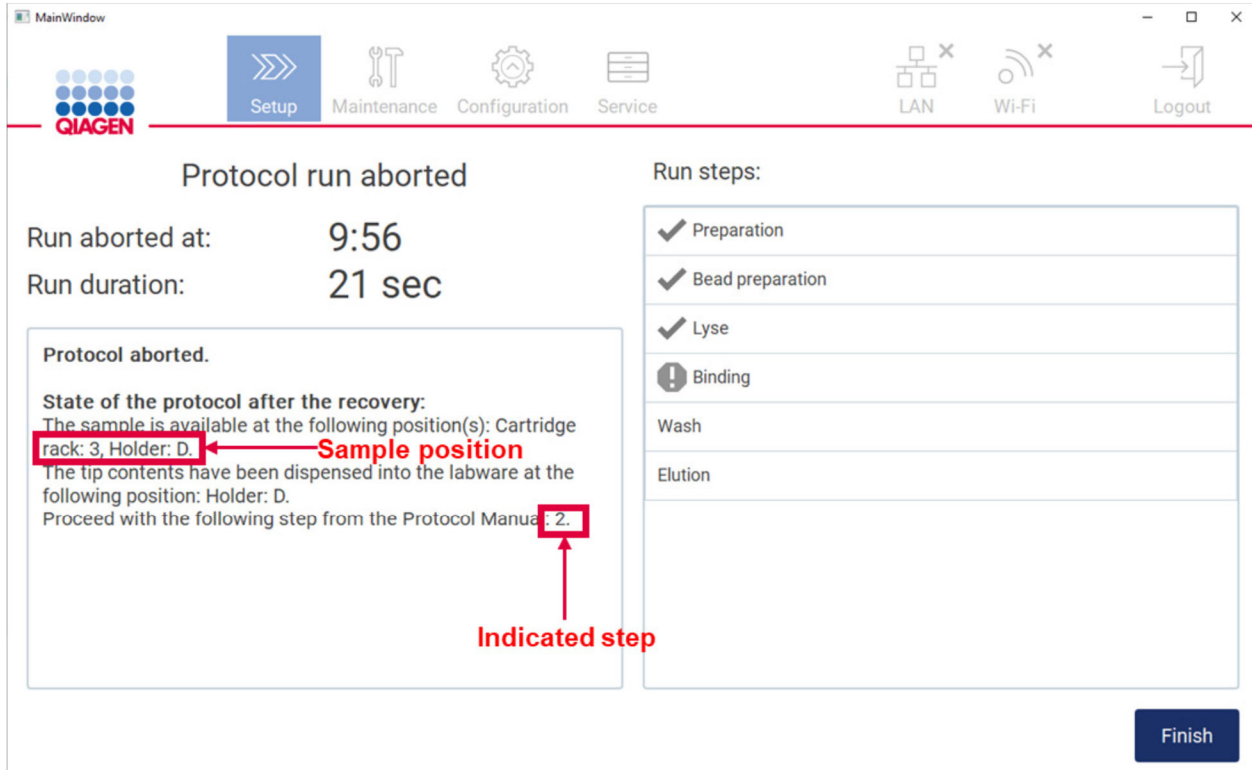 MainWindow
QIAGEN
Setup
Maintenance
Configuration
Service
LAN
Wi-Fi
Logout
Protocol run aborted
Run aborted at: 9:56
Run duration: 21 sec
Protocol aborted.
State of the protocol after the recovery:
The sample is available at the following position(s): Cartridge
rack: 3, Holder: D.
Sample position
The tip contents have been dispensed into the labware at the
following position: Holder: D.
Proceed with the following step from the Protocol Manual: 2.
Indicated step
Run steps:
Preparation
Bead preparation
Lyse
Binding
Wash
Elution
Finish